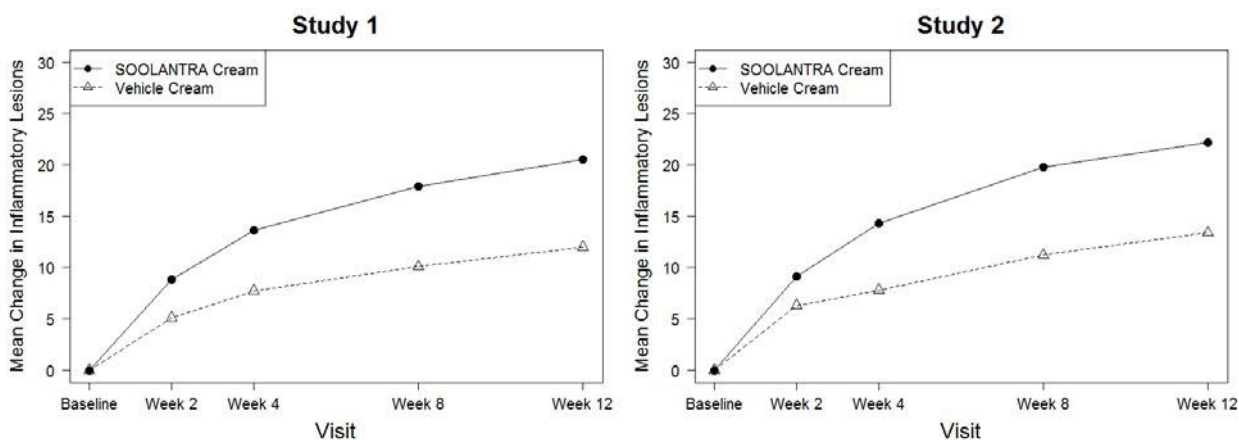 Study 1
SOOLANTRA Cream
Vehicle Cream
Mean Change in Inflammatory Lesions
30
25
20
15
10
5
0
Baseline Week 2 Week 4 Week 8 Week 12
Visit
Study 2
SOOLANTRA Cream
Vehicle Cream
Mean Change in Inflammatory Lesions
30
25
20
15
10
5
0
Baseline Week 2 Week 4 Week 8 Week 12
Visit